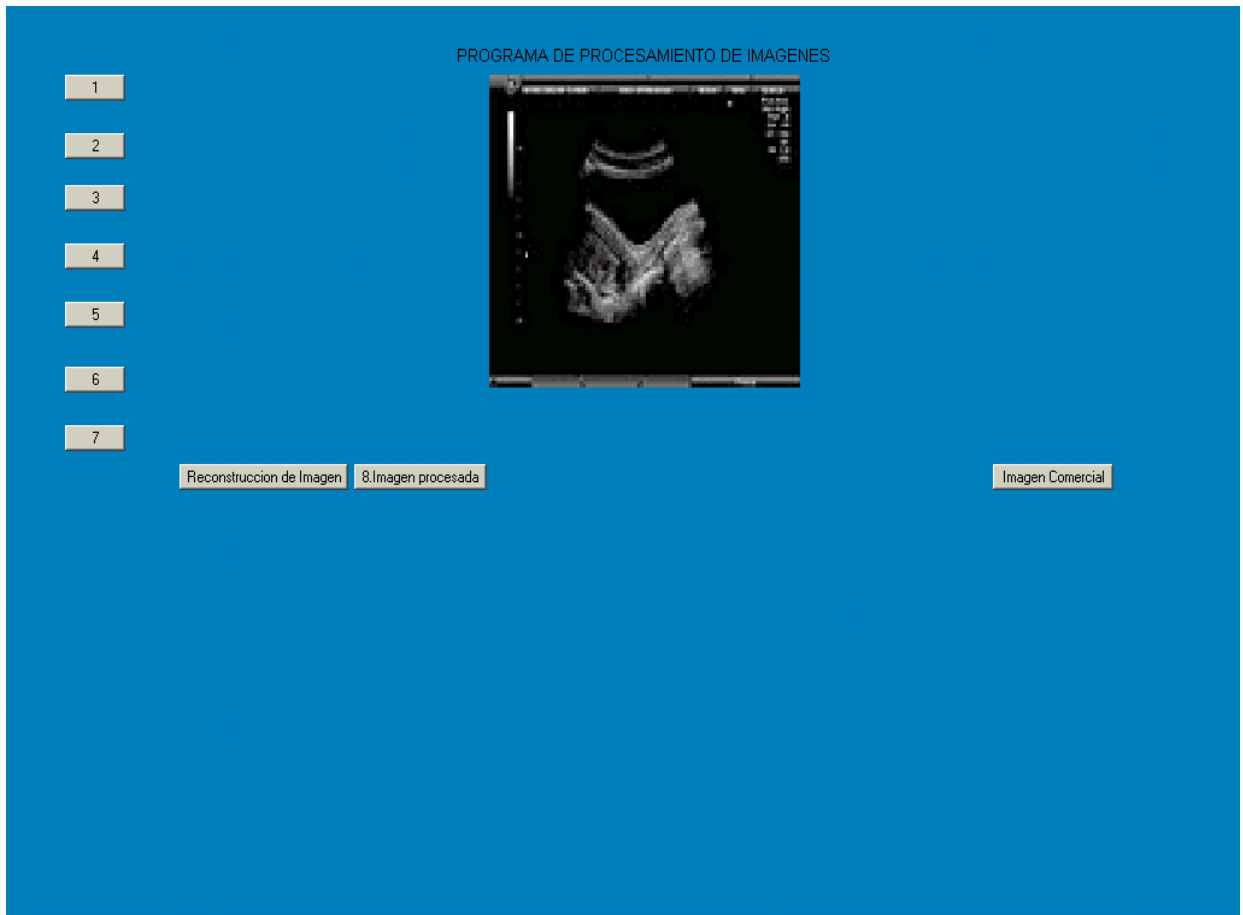 PROGRAMA DE PROCESAMIENTO DE IMAGENES
1
2
3
4
5
6
7
Reconstruccion de Imagen
8.Imagen procesada
Imagen Comercial